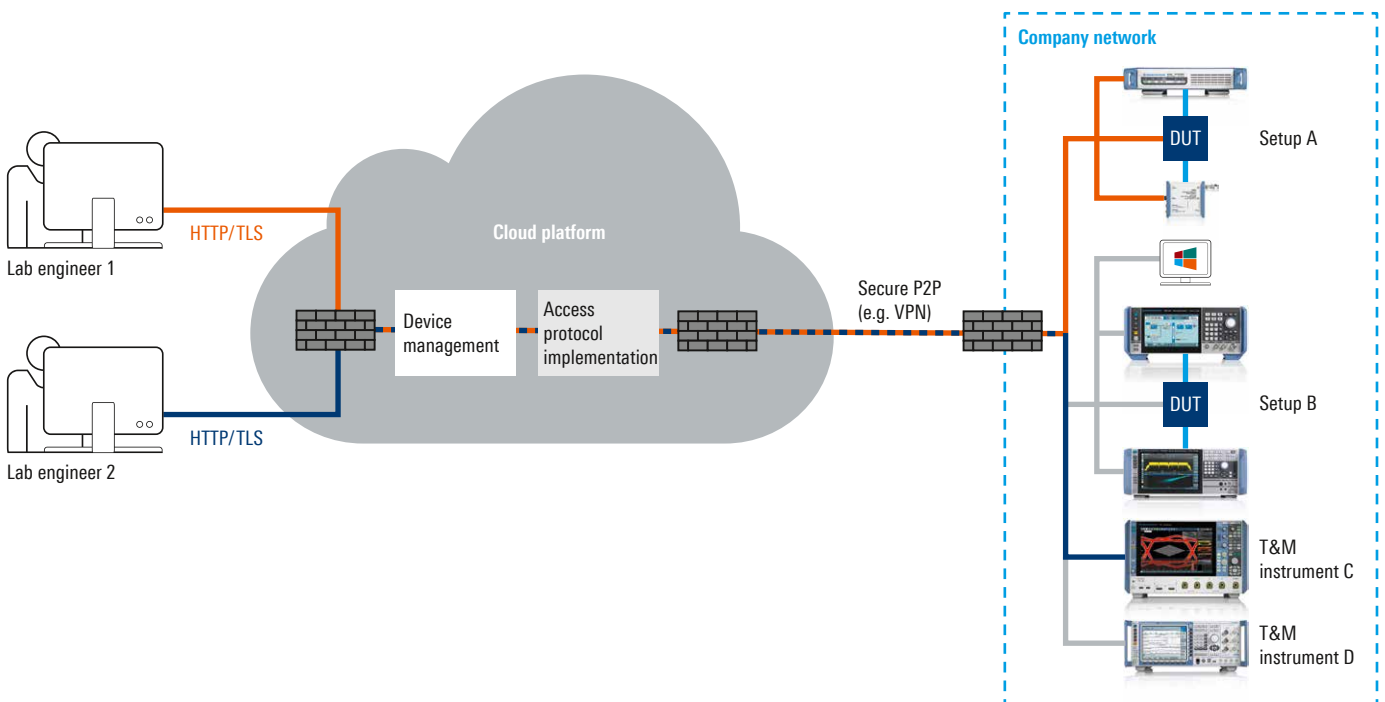 Company network
DUT
Setup A
HTTP/TLS
Lab engineer 1
Cloud platform
Device
management
Access
protocol
implementation
Secure P2P
(e.g. VPN)
DUT
Setup B
HTTP/TLS
Lab engineer 2
T&M
instrument C
T&M
instrument D